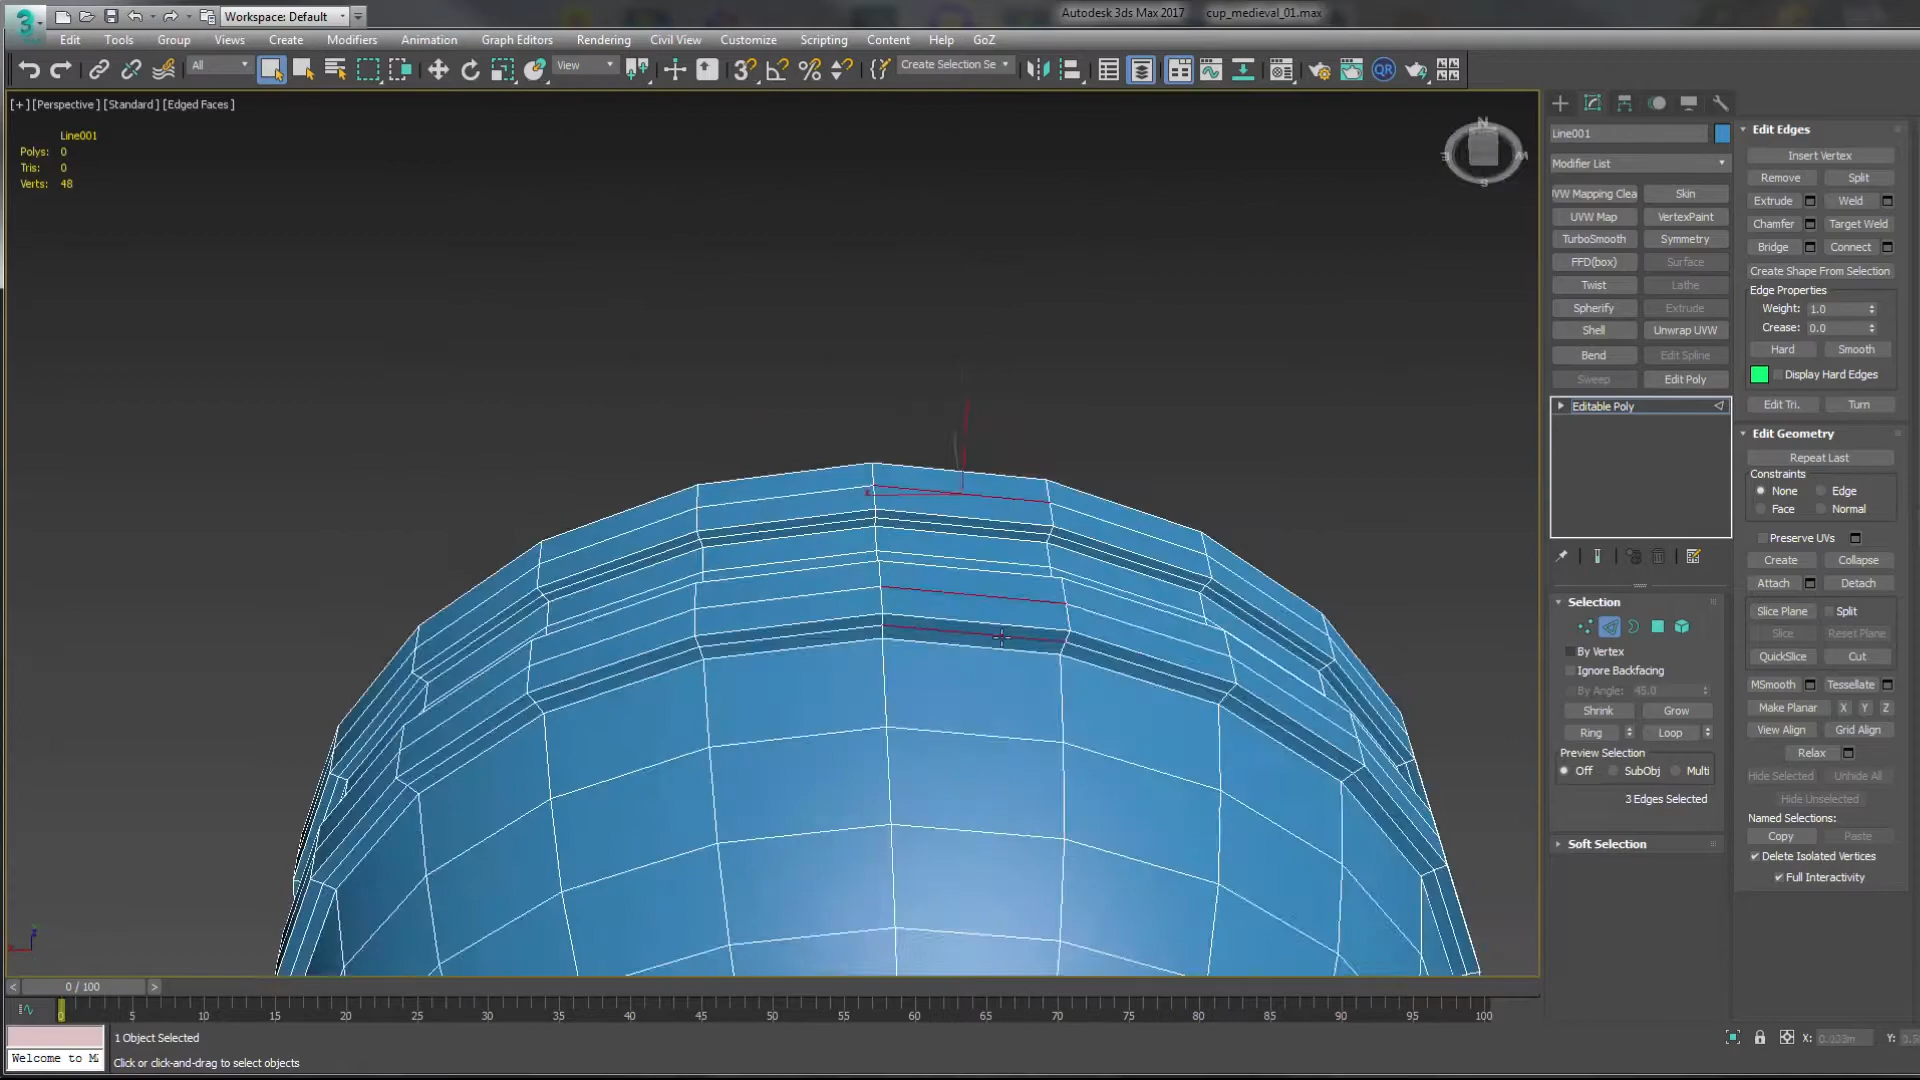 Workspace: Default
Autodesk 3ds Max 2017 cup_medieval_01.max
Edit Tools Group Views Create Modifiers Animation Graph Editors Rendering Civil View Customize Scripting Content Help GoZ
All View Create Selection Se
[+] [Perspective] [Standard] [Edged Faces]
Line001
Polys: 0
Tris: 0
Verts: 48
N
E W
S
Line001
Modifier List
VW Mapping Clea Skin
UVW Map VertexPaint
TurboSmooth Symmetry
FFD(box) Surface
Twist Lathe
Spherify Extrude
Shell Unwrap UVW
Bend Edit Spline
Sweep Edit Poly
Editable Poly
Selection
By Vertex
Ignore Backfacing
By Angle: 45.0
Shrink Grow
Ring Loop
Preview Selection
Off SubObj Multi
3 Edges Selected
Soft Selection
Edit Edges
Insert Vertex
Remove Split
Extrude Weld
Chamfer Target Weld
Bridge Connect
Create Shape From Selection
Edge Properties
Weight: 1.0
Crease: 0.0
Hard Smooth
Display Hard Edges
Edit Tri. Turn
Edit Geometry
Repeat Last
Constraints
None Edge
Face Normal
Preserve UVs
Create Collapse
Attach Detach
Slice Plane Split
Slice Reset Plane
QuickSlice Cut
MSmooth Tessellate
Make Planar X Y Z
View Align Grid Align
Relax
Hide Selected Unhide All
Hide Unselected
Named Selections:
Copy Paste
Delete Isolated Vertices
Full Interactivity
0 / 100
0 5 10 15 20 25 30 35 40 45 50 55 60 65 70 75 80 85 90 95 100
1 Object Selected
Welcome to M
Click or click-and-drag to select objects
X: 0.023m Y: